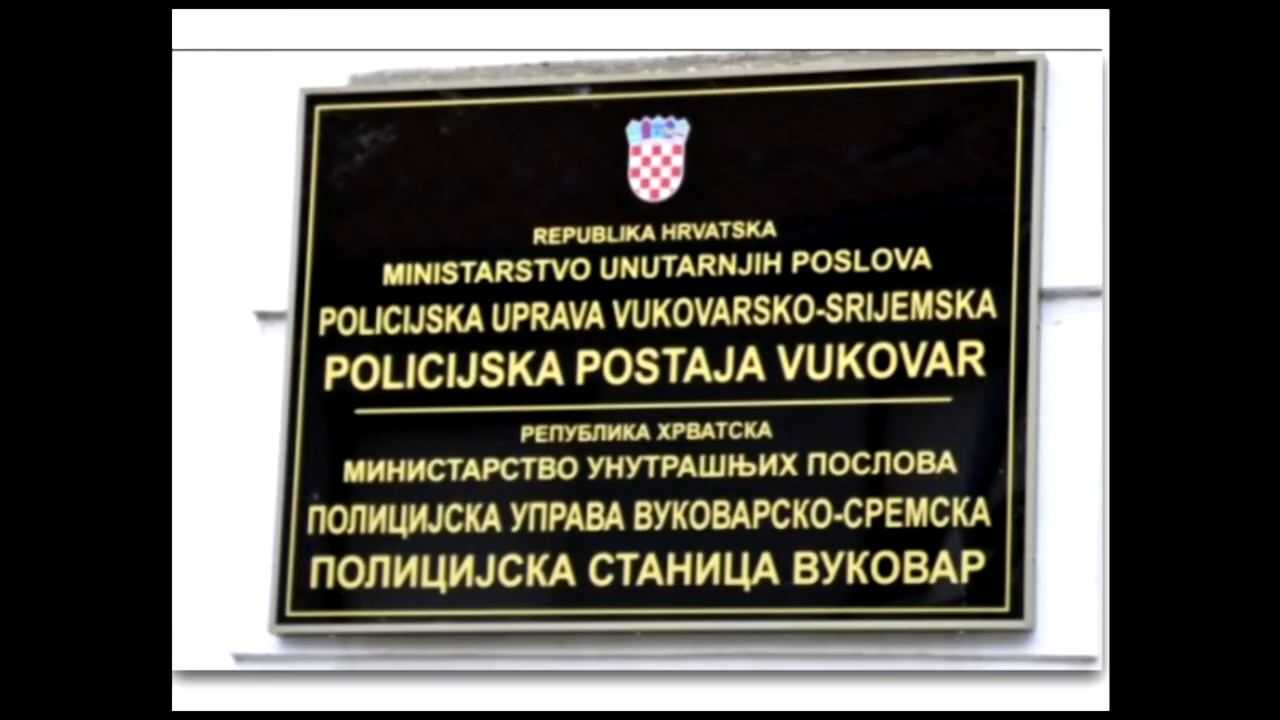 REPUBLIKA HRVATSKA
MINISTARSTVO UNUTARNJIH POSLOVA
POLICIJSKA UPRAVA VUKOVARSKO-SRIJEMSKA
POLICIJSKA POSTAJA VUKOVAR
РЕПУБЛИКА ХРВАТСКА
МИНИСТАРСТВО УНУТРАШЊИХ ПОСЛОВА
ПОЛИЦИЈСКА УПРАВА ВУКОВАРСКО-СРЕМСКА
ПОЛИЦИЈСКА СТАНИЦА ВУКОВАР